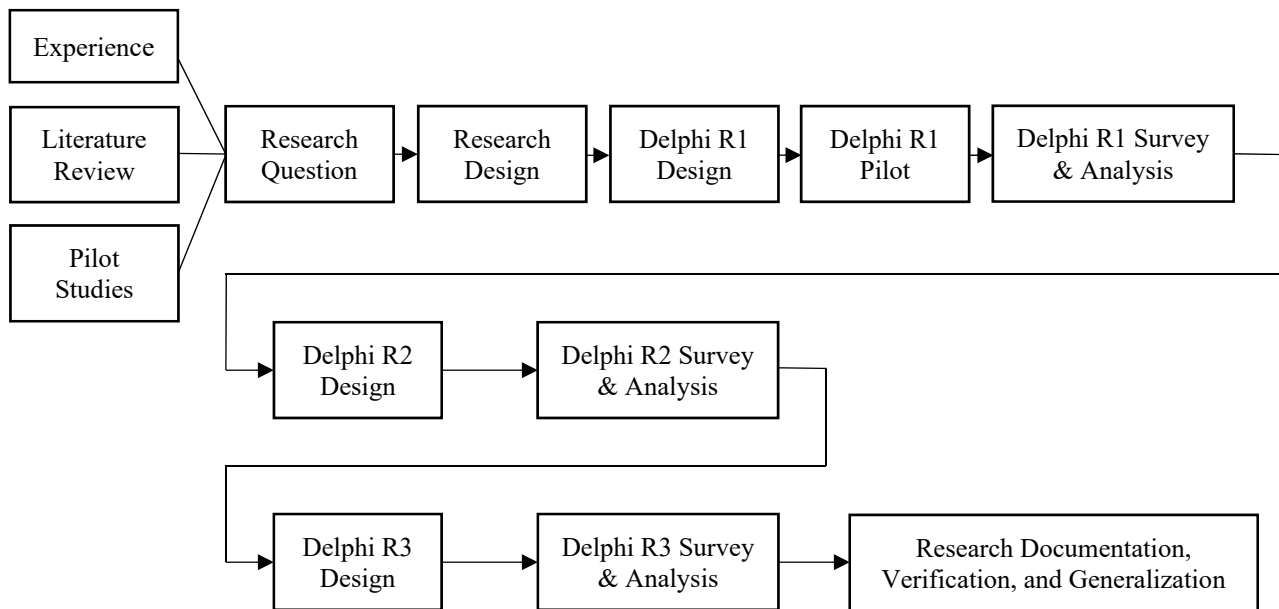 Experience
Literature
Review
Pilot
Studies
Research
Question
Research
Design
Delphi R1
Design
Delphi R1
Pilot
Delphi R1 Survey
& Analysis
Delphi R2
Design
Delphi R2 Survey
& Analysis
Delphi R3
Design
Delphi R3 Survey
& Analysis
Research Documentation,
Verification, and Generalization